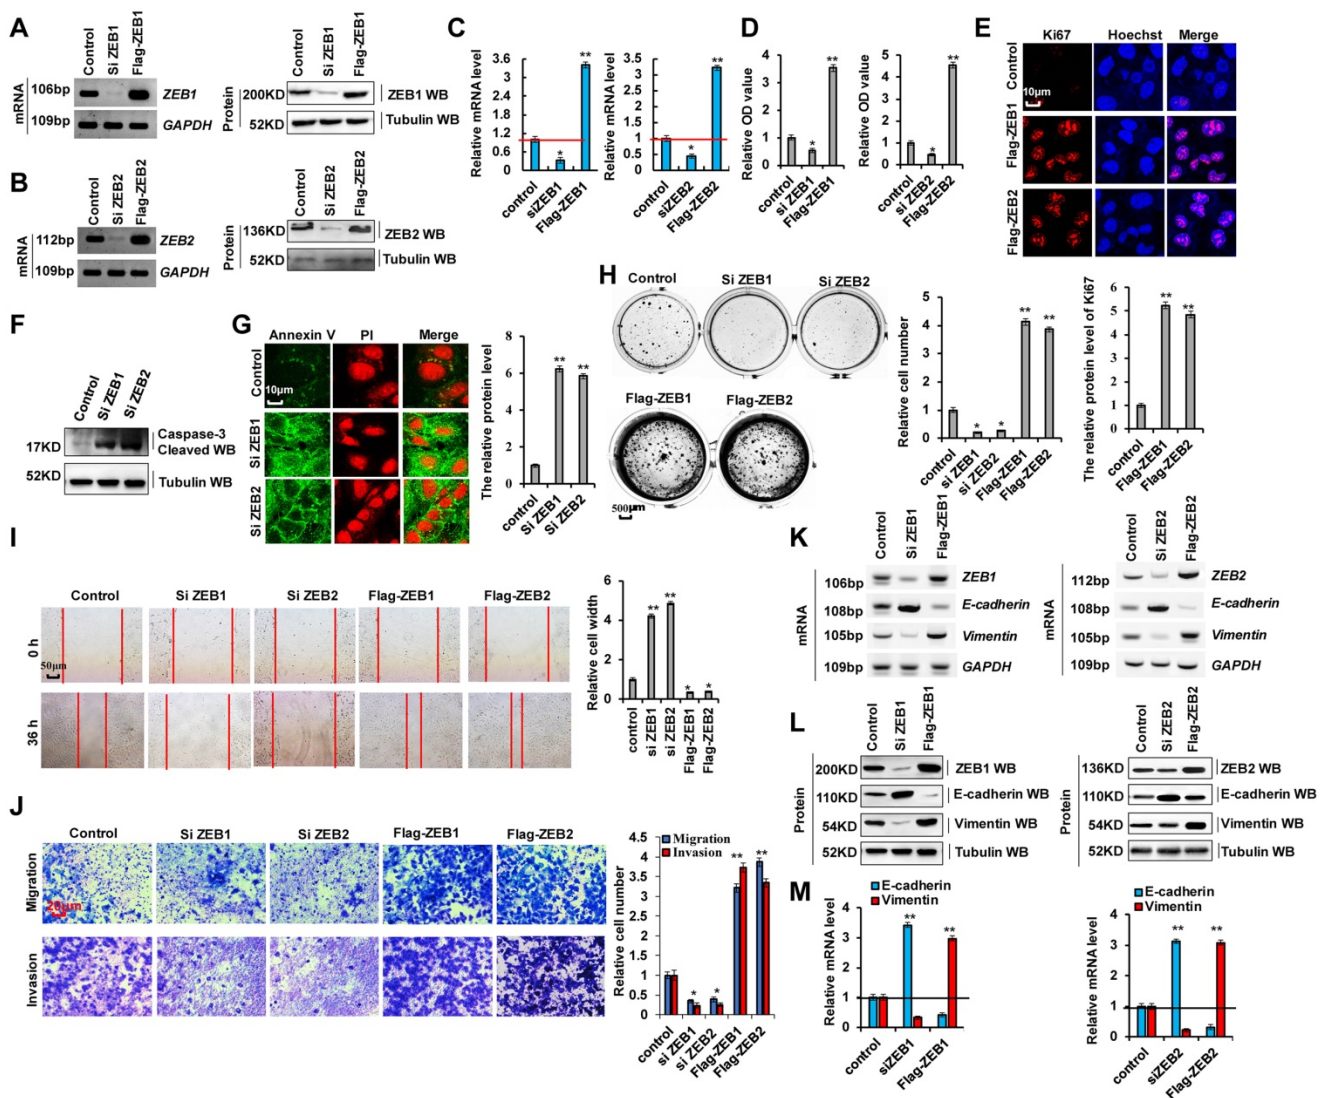 A
Control
Si ZEB1
Flag-ZEB1
mRNA
106bp
ZEB1
109bp
GAPDH
Control
Si ZEB1
Flag-ZEB1
Protein
200KD
ZEB1 WB
52KD
Tubulin WB
B
Control
Si ZEB2
Flag-ZEB2
mRNA
112bp
ZEB2
109bp
GAPDH
Control
Si ZEB2
Flag-ZEB2
Protein
136KD
ZEB2 WB
52KD
Tubulin WB
C
Relative mRNA level
3.6
3
2.5
2
1.5
1
0.5
0
**
*
control
siZEB1
Flag-ZEB1
Relative mRNA level
3.5
3
2.5
2
1.5
1
0.5
0
**
*
control
siZEB2
Flag-ZEB2
D
Relative OD value
4
3
2
1
0
**
*
control
si ZEB1
Flag-ZEB1
Relative OD value
5
4
3
2
1
0
**
*
control
si ZEB2
Flag-ZEB2
E
Ki67 Hoechst Merge
Control
10μm
Flag-ZEB1
Flag-ZEB2
F
Control
Si ZEB1
Si ZEB2
17KD
Caspase-3
Cleaved WB
52KD
Tubulin WB
G
Annexin V PI Merge
Control
10μm
Si ZEB1
Si ZEB2
The relative protein level
8
6
4
2
0
**
**
control
Si ZEB1
Si ZEB2
H
Control Si ZEB1 Si ZEB2
Flag-ZEB1 Flag-ZEB2
500μm
Relative cell number
5
4
3
2
1
0
*
*
**
**
control
si ZEB1
si ZEB2
Flag-ZEB1
Flag-ZEB2
The relative protein level of Ki67
6
5
4
3
2
1
0
**
**
control
Flag-ZEB1
Flag-ZEB2
I
Control Si ZEB1 Si ZEB2 Flag-ZEB1 Flag-ZEB2
0 h
50μm
36 h
Relative cell width
6
5
4
3
2
1
0
**
**
*
*
control
si ZEB1
si ZEB2
Flag-ZEB1
Flag-ZEB2
J
Control Si ZEB1 Si ZEB2 Flag-ZEB1 Flag-ZEB2
Migration
20μm
Invasion
Relative cell number
4.5
4
3.5
3
2.5
2
1.5
1
0.5
0
Migration
Invasion
*
*
**
**
control
si ZEB1
si ZEB2
Flag-ZEB1
Flag-ZEB2
K
Control
Si ZEB1
Flag-ZEB1
mRNA
106bp
ZEB1
108bp
E-cadherin
105bp
Vimentin
109bp
GAPDH
Control
Si ZEB2
Flag-ZEB2
mRNA
112bp
ZEB2
108bp
E-cadherin
105bp
Vimentin
109bp
GAPDH
L
Control
Si ZEB1
Flag-ZEB1
Protein
200KD
ZEB1 WB
110KD
E-cadherin WB
54KD
Vimentin WB
52KD
Tubulin WB
Control
Si ZEB2
Flag-ZEB2
Protein
136KD
ZEB2 WB
110KD
E-cadherin WB
54KD
Vimentin WB
52KD
Tubulin WB
M
E-cadherin
Vimentin
Relative mRNA level
4
3
2
1
0
**
**
control
siZEB1
Flag-ZEB1
E-cadherin
Vimentin
Relative mRNA level
4
3
2
1
0
**
**
control
siZEB2
Flag-ZEB2